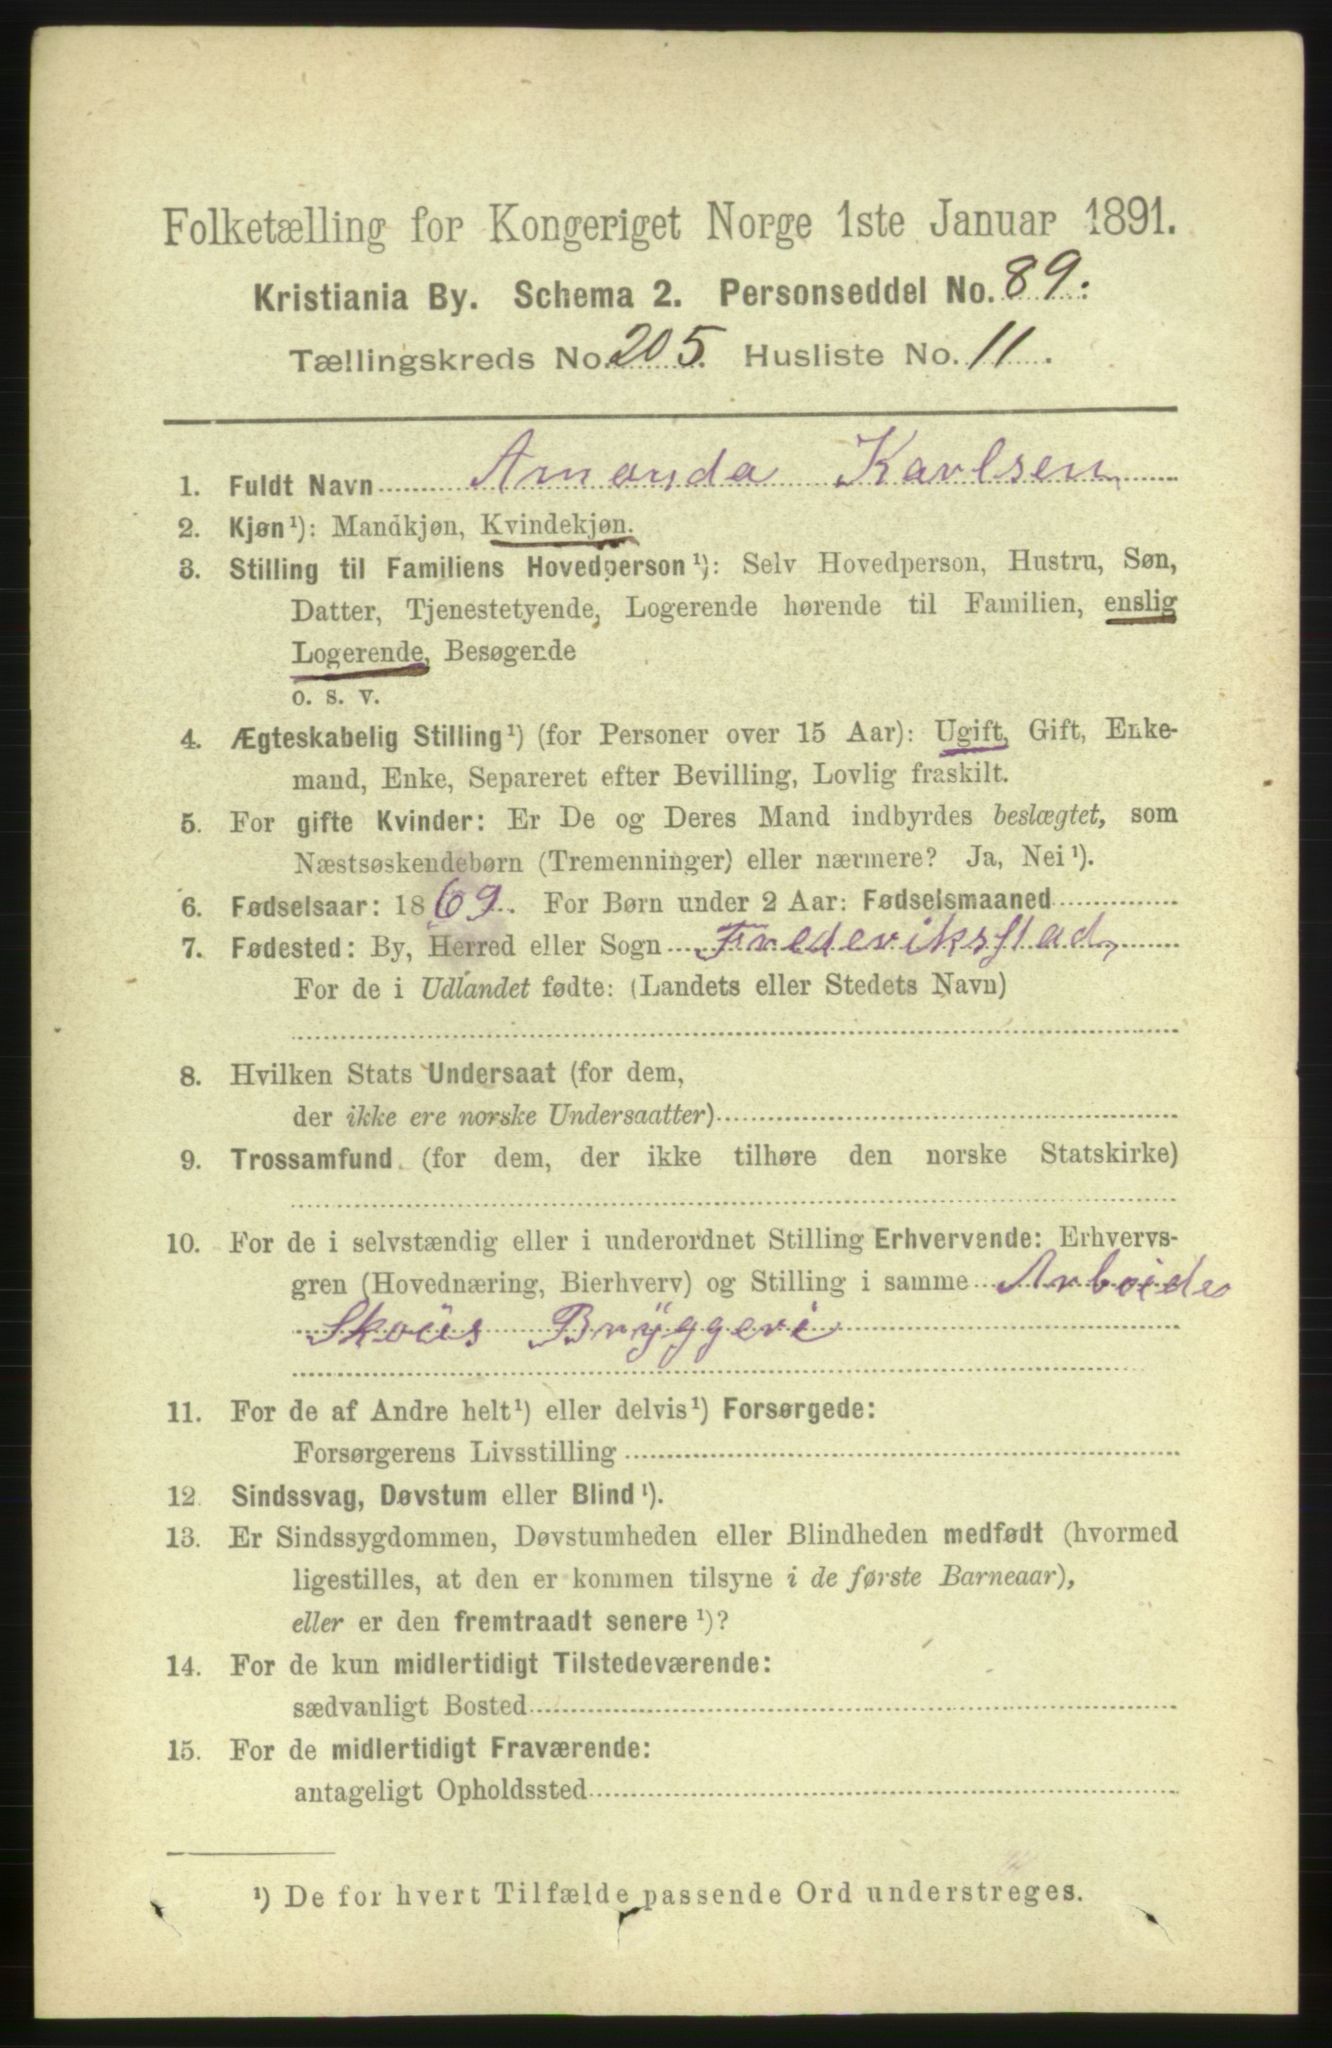 Folketælling for Kongeriget Norge 1ste Januar 1891.
Kristiania By. Schema 2. Personseddel No. 89.
Tællingskreds No. 205. Husliste No. 11.
1. Fuldt Navn Amanda Karlsen,
2. Kjøn¹): Mandkjøn, Kvindekjøn.
3. Stilling til Familiens Hovedperson¹): Selv Hovedperson, Hustru, Søn,
Datter, Tjenestetyende, Logerende hørende til Familien, enslig
Logerende, Besøgende
o. s. v.
4. Ægteskabelig Stilling¹) (for Personer over 15 Aar): Ugift, Gift, Enke-
mand, Enke, Separeret efter Bevilling, Lovlig fraskilt.
5. For gifte Kvinder: Er De og Deres Mand indbyrdes beslægtet, som
Næstsøskendebørn (Tremenninger) eller nærmere? Ja, Nei¹).
6. Fødselsaar: 1869. For Børn under 2 Aar: Fødselsmaaned
7. Fødested: By, Herred eller Sogn Frederikstad,
For de i Udlandet fødte: (Landets eller Stedets Navn)
8. Hvilken Stats Undersaat (for dem,
der ikke ere norske Undersaatter)
9. Trossamfund (for dem, der ikke tilhøre den norske Statskirke)
10. For de i selvstændig eller i underordnet Stilling Erhvervende: Erhvervs-
gren (Hovednæring, Bierhverv) og Stilling i samme Arbeide
Skoüs Brÿggeri
11. For de af Andre helt¹) eller delvis¹) Forsørgede:
Forsørgerens Livsstilling
12 Sindssvag, Døvstum eller Blind¹).
13. Er Sindssygdommen, Døvstumheden eller Blindheden medfødt (hvormed
ligestilles, at den er kommen tilsyne i de første Barneaar),
eller er den fremtraadt senere¹)?
14. For de kun midlertidigt Tilstedeværende:
sædvanligt Bosted
15. For de midlertidigt Fraværende:
antageligt Opholdssted
¹) De for hvert Tilfælde passende Ord understreges.